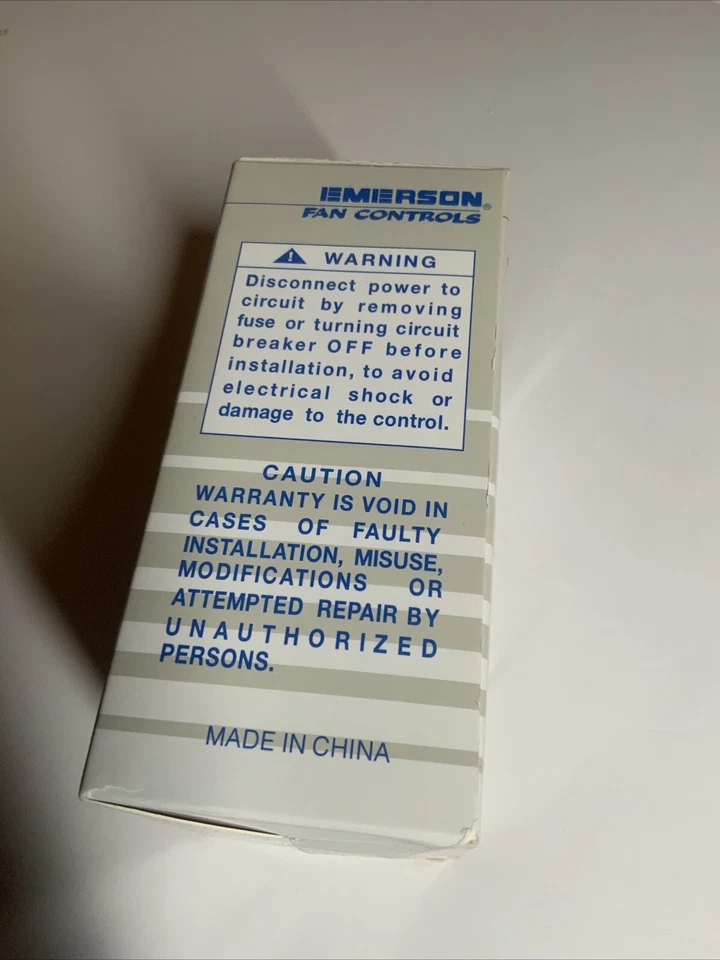 EMERSON®
FAN CONTROLS
WARNING
Disconnect power to
circuit by removing
fuse or turning circuit
breaker OFF before
installation, to avoid
electrical shock or
damage to the control.
CAUTION
WARRANTY IS VOID IN
CASES OF FAULTY
INSTALLATION, MISUSE,
MODIFICATIONS OR
ATTEMPTED REPAIR BY
UNAUTHORIZED
PERSONS.
MADE IN CHINA